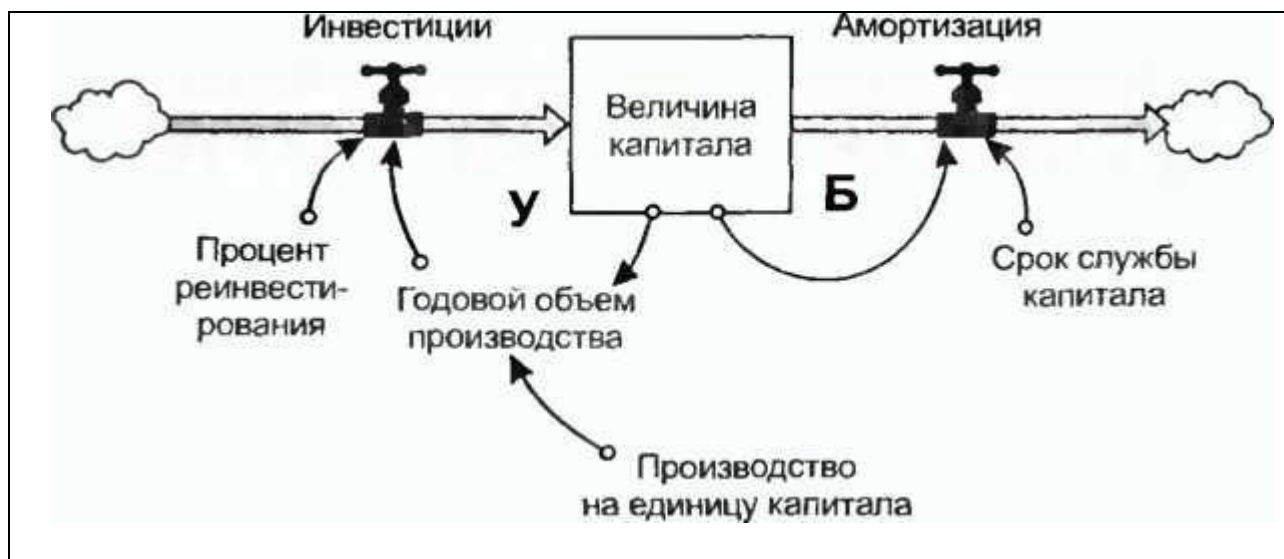 Инвестиции
Амортизация
Величина
капитала
У
Б
Процент
реинвести-
рования
Годовой объем
производства
Срок службы
капитала
Производство
на единицу капитала